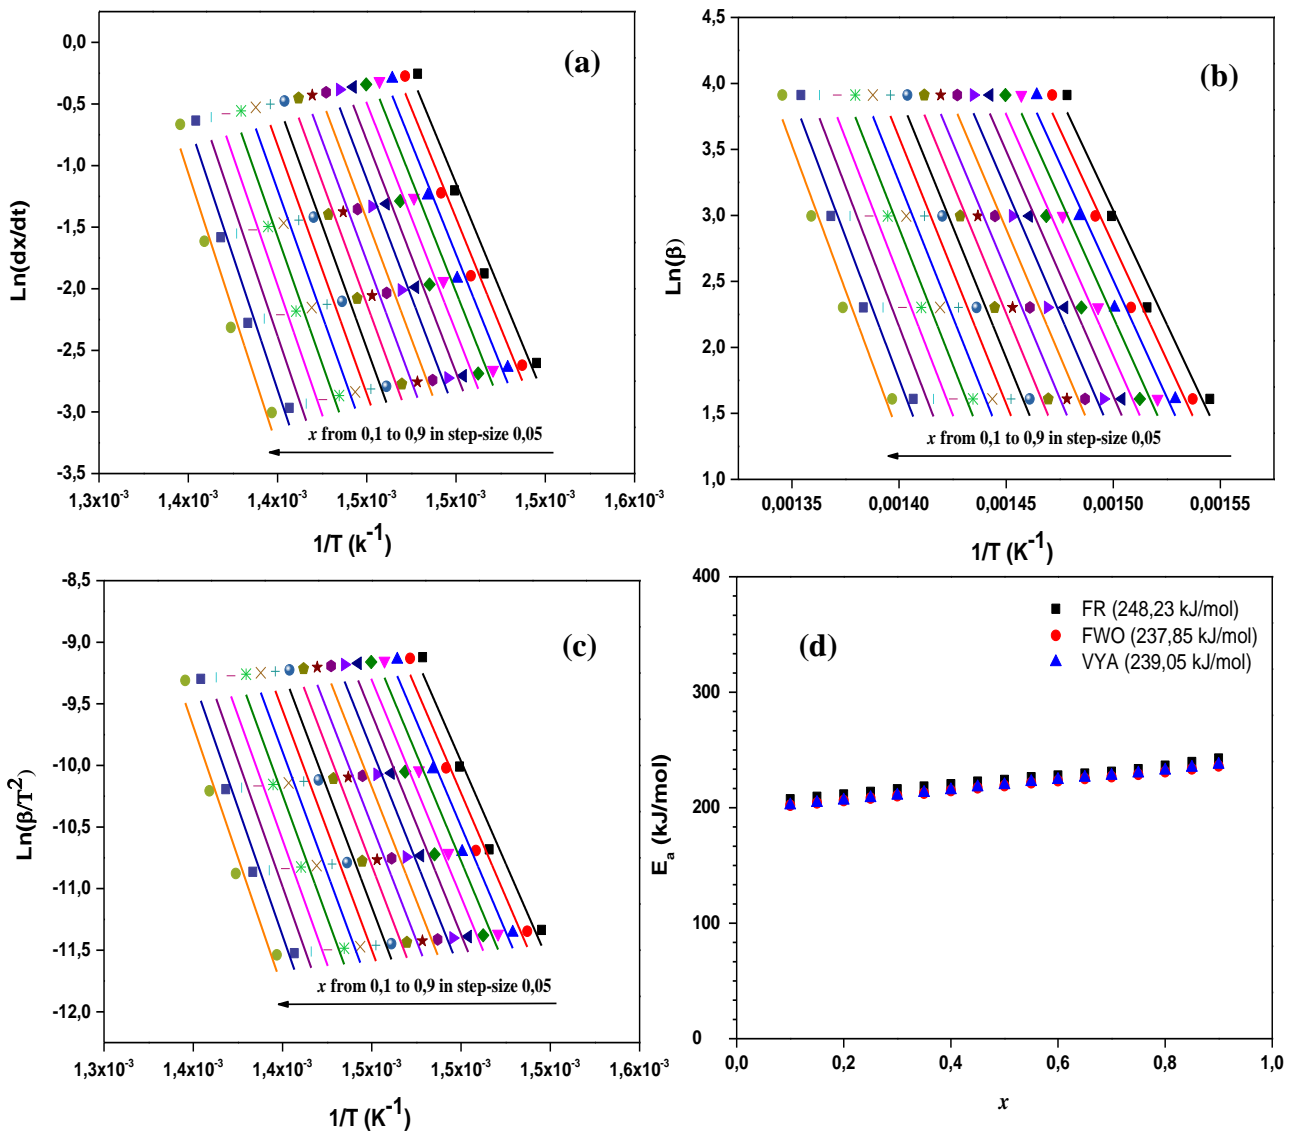 (a)
0,0
-0,5
-1,0
-1,5
-2,0
-2,5
-3,0
-3,5
Ln(dx/dt)
x from 0,1 to 0,9 in step-size 0,05
1,3x10⁻³ 1,4x10⁻³ 1,4x10⁻³ 1,5x10⁻³ 1,5x10⁻³ 1,5x10⁻³ 1,6x10⁻³
1/T (k⁻¹)
(b)
4,5
4,0
3,5
3,0
2,5
2,0
1,5
1,0
Ln(β)
x from 0,1 to 0,9 in step-size 0,05
0,00135 0,00140 0,00145 0,00150 0,00155
1/T (K⁻¹)
(c)
-8,5
-9,0
-9,5
-10,0
-10,5
-11,0
-11,5
-12,0
Ln(β/T²)
x from 0,1 to 0,9 in step-size 0,05
1,3x10⁻³ 1,4x10⁻³ 1,4x10⁻³ 1,5x10⁻³ 1,5x10⁻³ 1,5x10⁻³ 1,6x10⁻³
1/T (K⁻¹)
(d)
FR (248,23 kJ/mol)
FWO (237,85 kJ/mol)
VYA (239,05 kJ/mol)
400
300
200
100
0
Eₐ (kJ/mol)
0,0 0,2 0,4 0,6 0,8 1,0
x